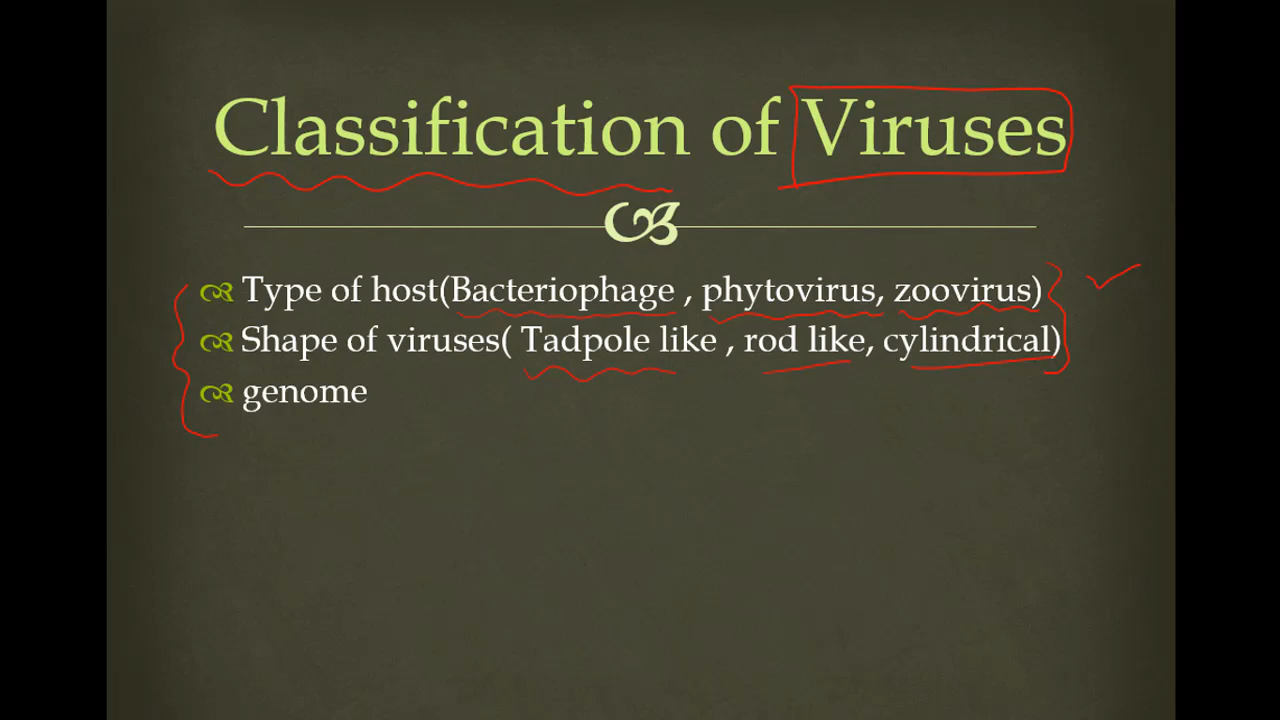 Classification of Viruses
Type of host(Bacteriophage , phytovirus, zoovirus)
Shape of viruses( Tadpole like , rod like, cylindrical)
genome